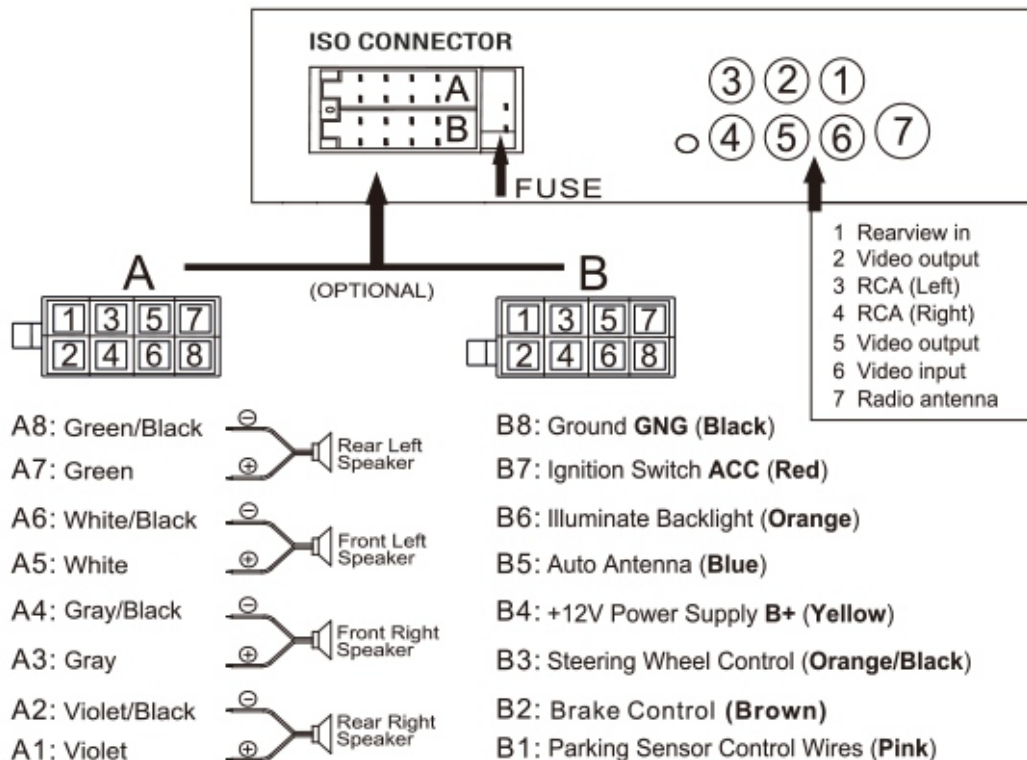 ISO CONNECTOR
A
B
FUSE
3 2 1
4 5 6 7
1 Rearview in
2 Video output
3 RCA (Left)
4 RCA (Right)
5 Video output
6 Video input
7 Radio antenna
A
B
(OPTIONAL)
1 3 5 7
2 4 6 8
1 3 5 7
2 4 6 8
A8: Green/Black
⊖
A7: Green
⊕
Rear Left
Speaker
A6: White/Black
⊖
A5: White
⊕
Front Left
Speaker
A4: Gray/Black
⊖
A3: Gray
⊕
Front Right
Speaker
A2: Violet/Black
⊖
A1: Violet
⊕
Rear Right
Speaker
B8: Ground GNG (Black)
B7: Ignition Switch ACC (Red)
B6: Illuminate Backlight (Orange)
B5: Auto Antenna (Blue)
B4: +12V Power Supply B+ (Yellow)
B3: Steering Wheel Control (Orange/Black)
B2: Brake Control (Brown)
B1: Parking Sensor Control Wires (Pink)